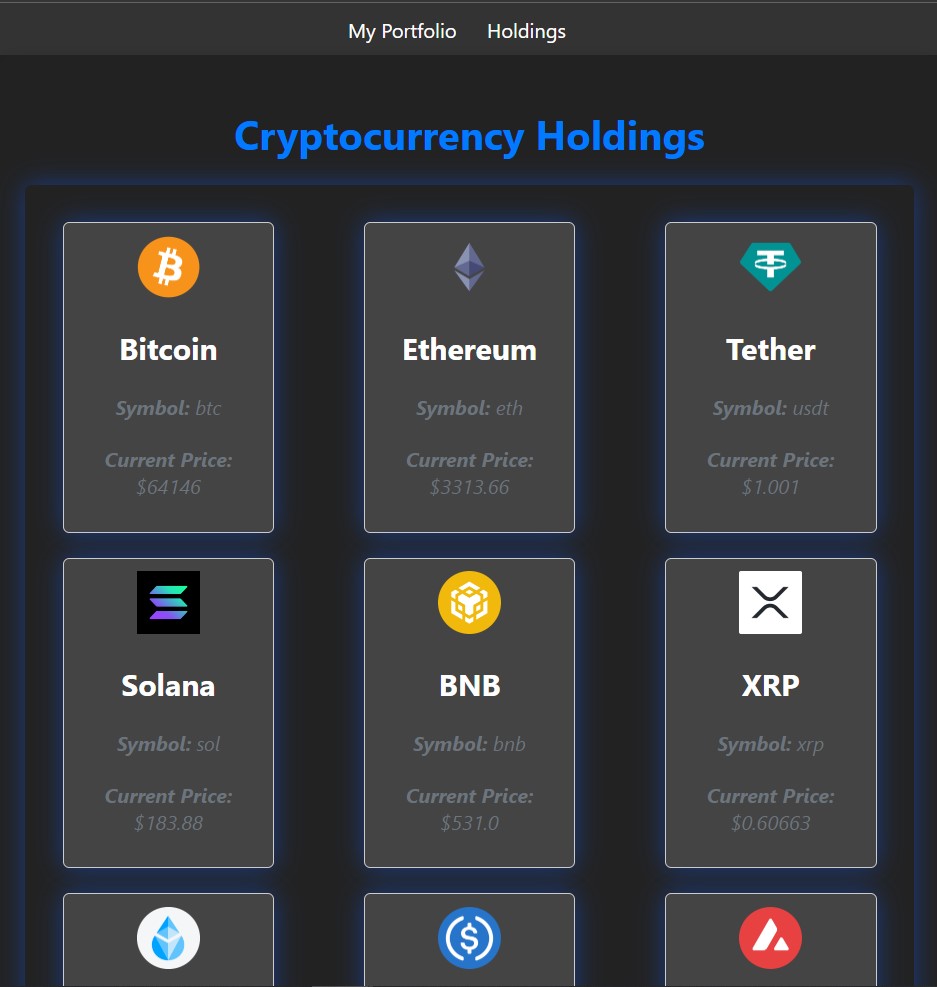 My Portfolio Holdings
Cryptocurrency Holdings
Bitcoin
Symbol: btc
Current Price:
$64146
Ethereum
Symbol: eth
Current Price:
$3313.66
Tether
Symbol: usdt
Current Price:
$1.001
Solana
Symbol: sol
Current Price:
$183.88
BNB
Symbol: bnb
Current Price:
$531.0
XRP
Symbol: xrp
Current Price:
$0.60663